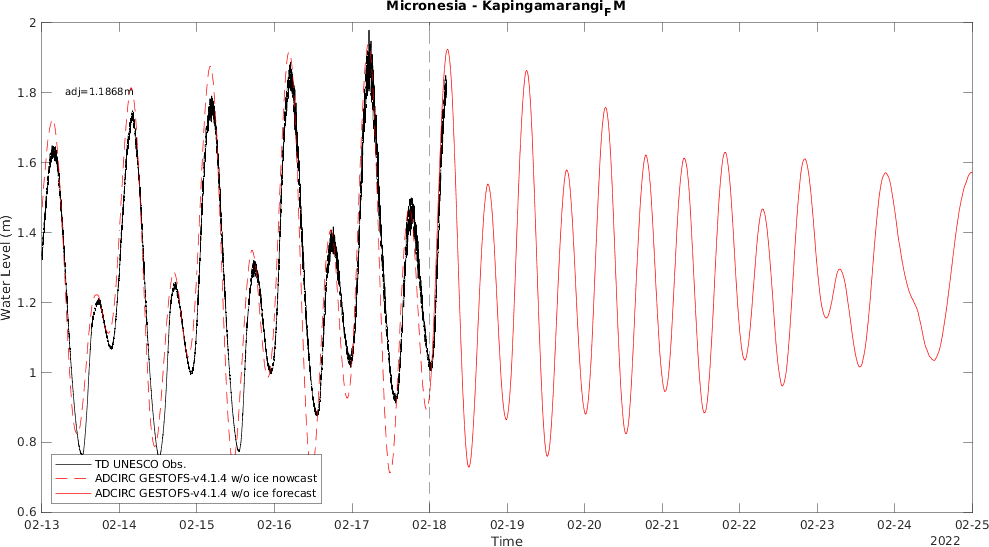 Micronesia - Kapingamarangi_FM
2
1.8
1.6
1.4
1.2
1
0.8
0.6
Water Level (m)
adj=1.1868m
TD UNESCO Obs.
ADCIRC GESTOFS-v4.1.4 w/o ice nowcast
ADCIRC GESTOFS-v4.1.4 w/o ice forecast
02-13 02-14 02-15 02-16 02-17 02-18 02-19 02-20 02-21 02-22 02-23 02-24 02-25
Time
2022